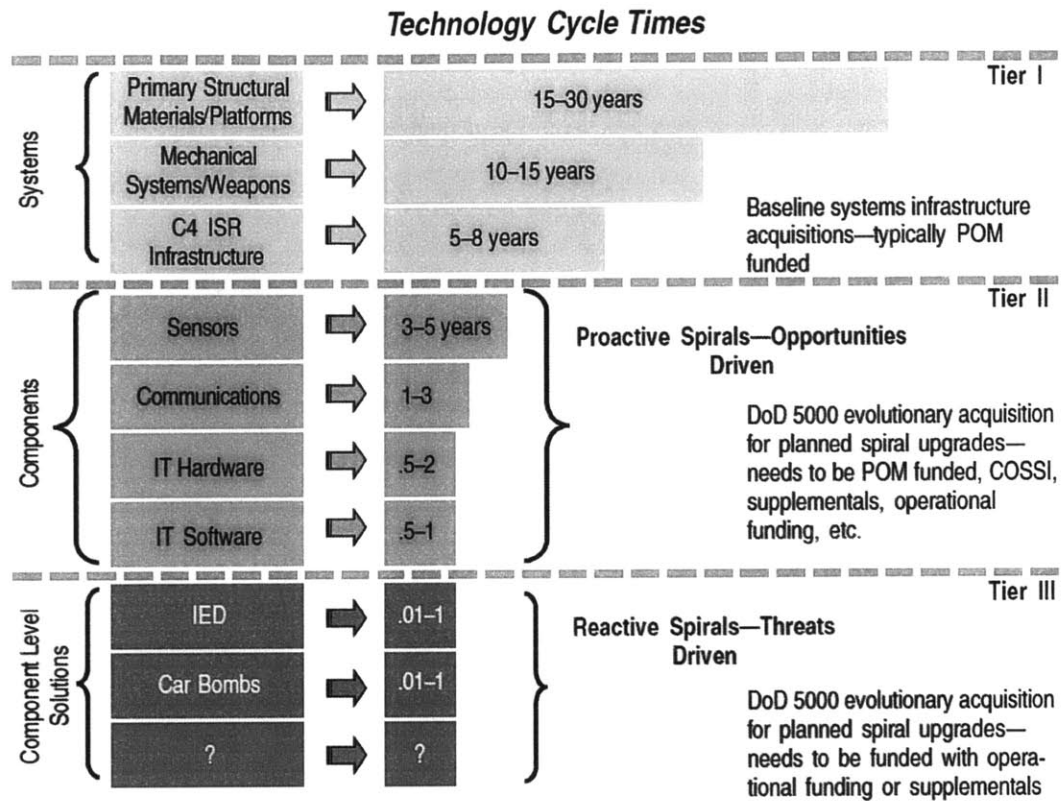 Technology Cycle Times
Tier I
Systems
Primary Structural
Materials/Platforms
15–30 years
Mechanical
Systems/Weapons
10–15 years
C4 ISR
Infrastructure
5–8 years
Baseline systems infrastructure
acquisitions—typically POM
funded
Tier II
Components
Sensors
3–5 years
Communications
1–3
IT Hardware
.5–2
IT Software
.5–1
Proactive Spirals—Opportunities
Driven
DoD 5000 evolutionary acquisition
for planned spiral upgrades—
needs to be POM funded, COSSI,
supplementals, operational
funding, etc.
Tier III
Component Level
Solutions
IED
.01–1
Car Bombs
.01–1
?
?
Reactive Spirals—Threats
Driven
DoD 5000 evolutionary acquisition
for planned spiral upgrades—
needs to be funded with opera-
tional funding or supplementals